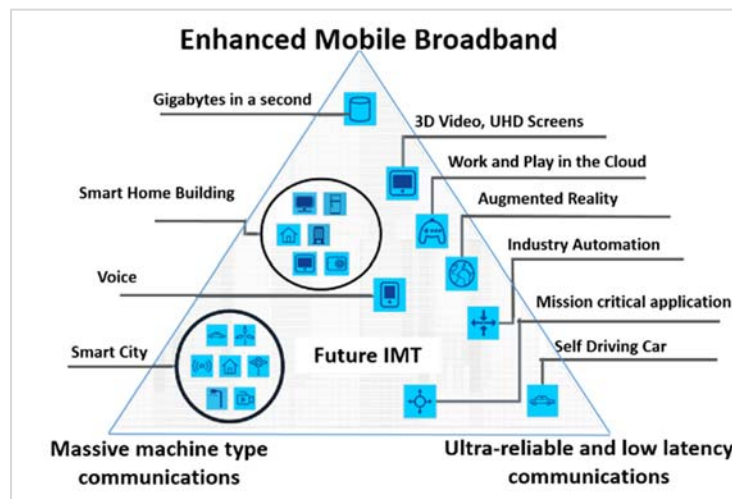 Enhanced Mobile Broadband
Gigabytes in a second
3D Video, UHD Screens
Work and Play in the Cloud
Smart Home Building
Augmented Reality
Industry Automation
Voice
Mission critical application
Smart City
Future IMT
Self Driving Car
Massive machine type
communications
Ultra-reliable and low latency
communications